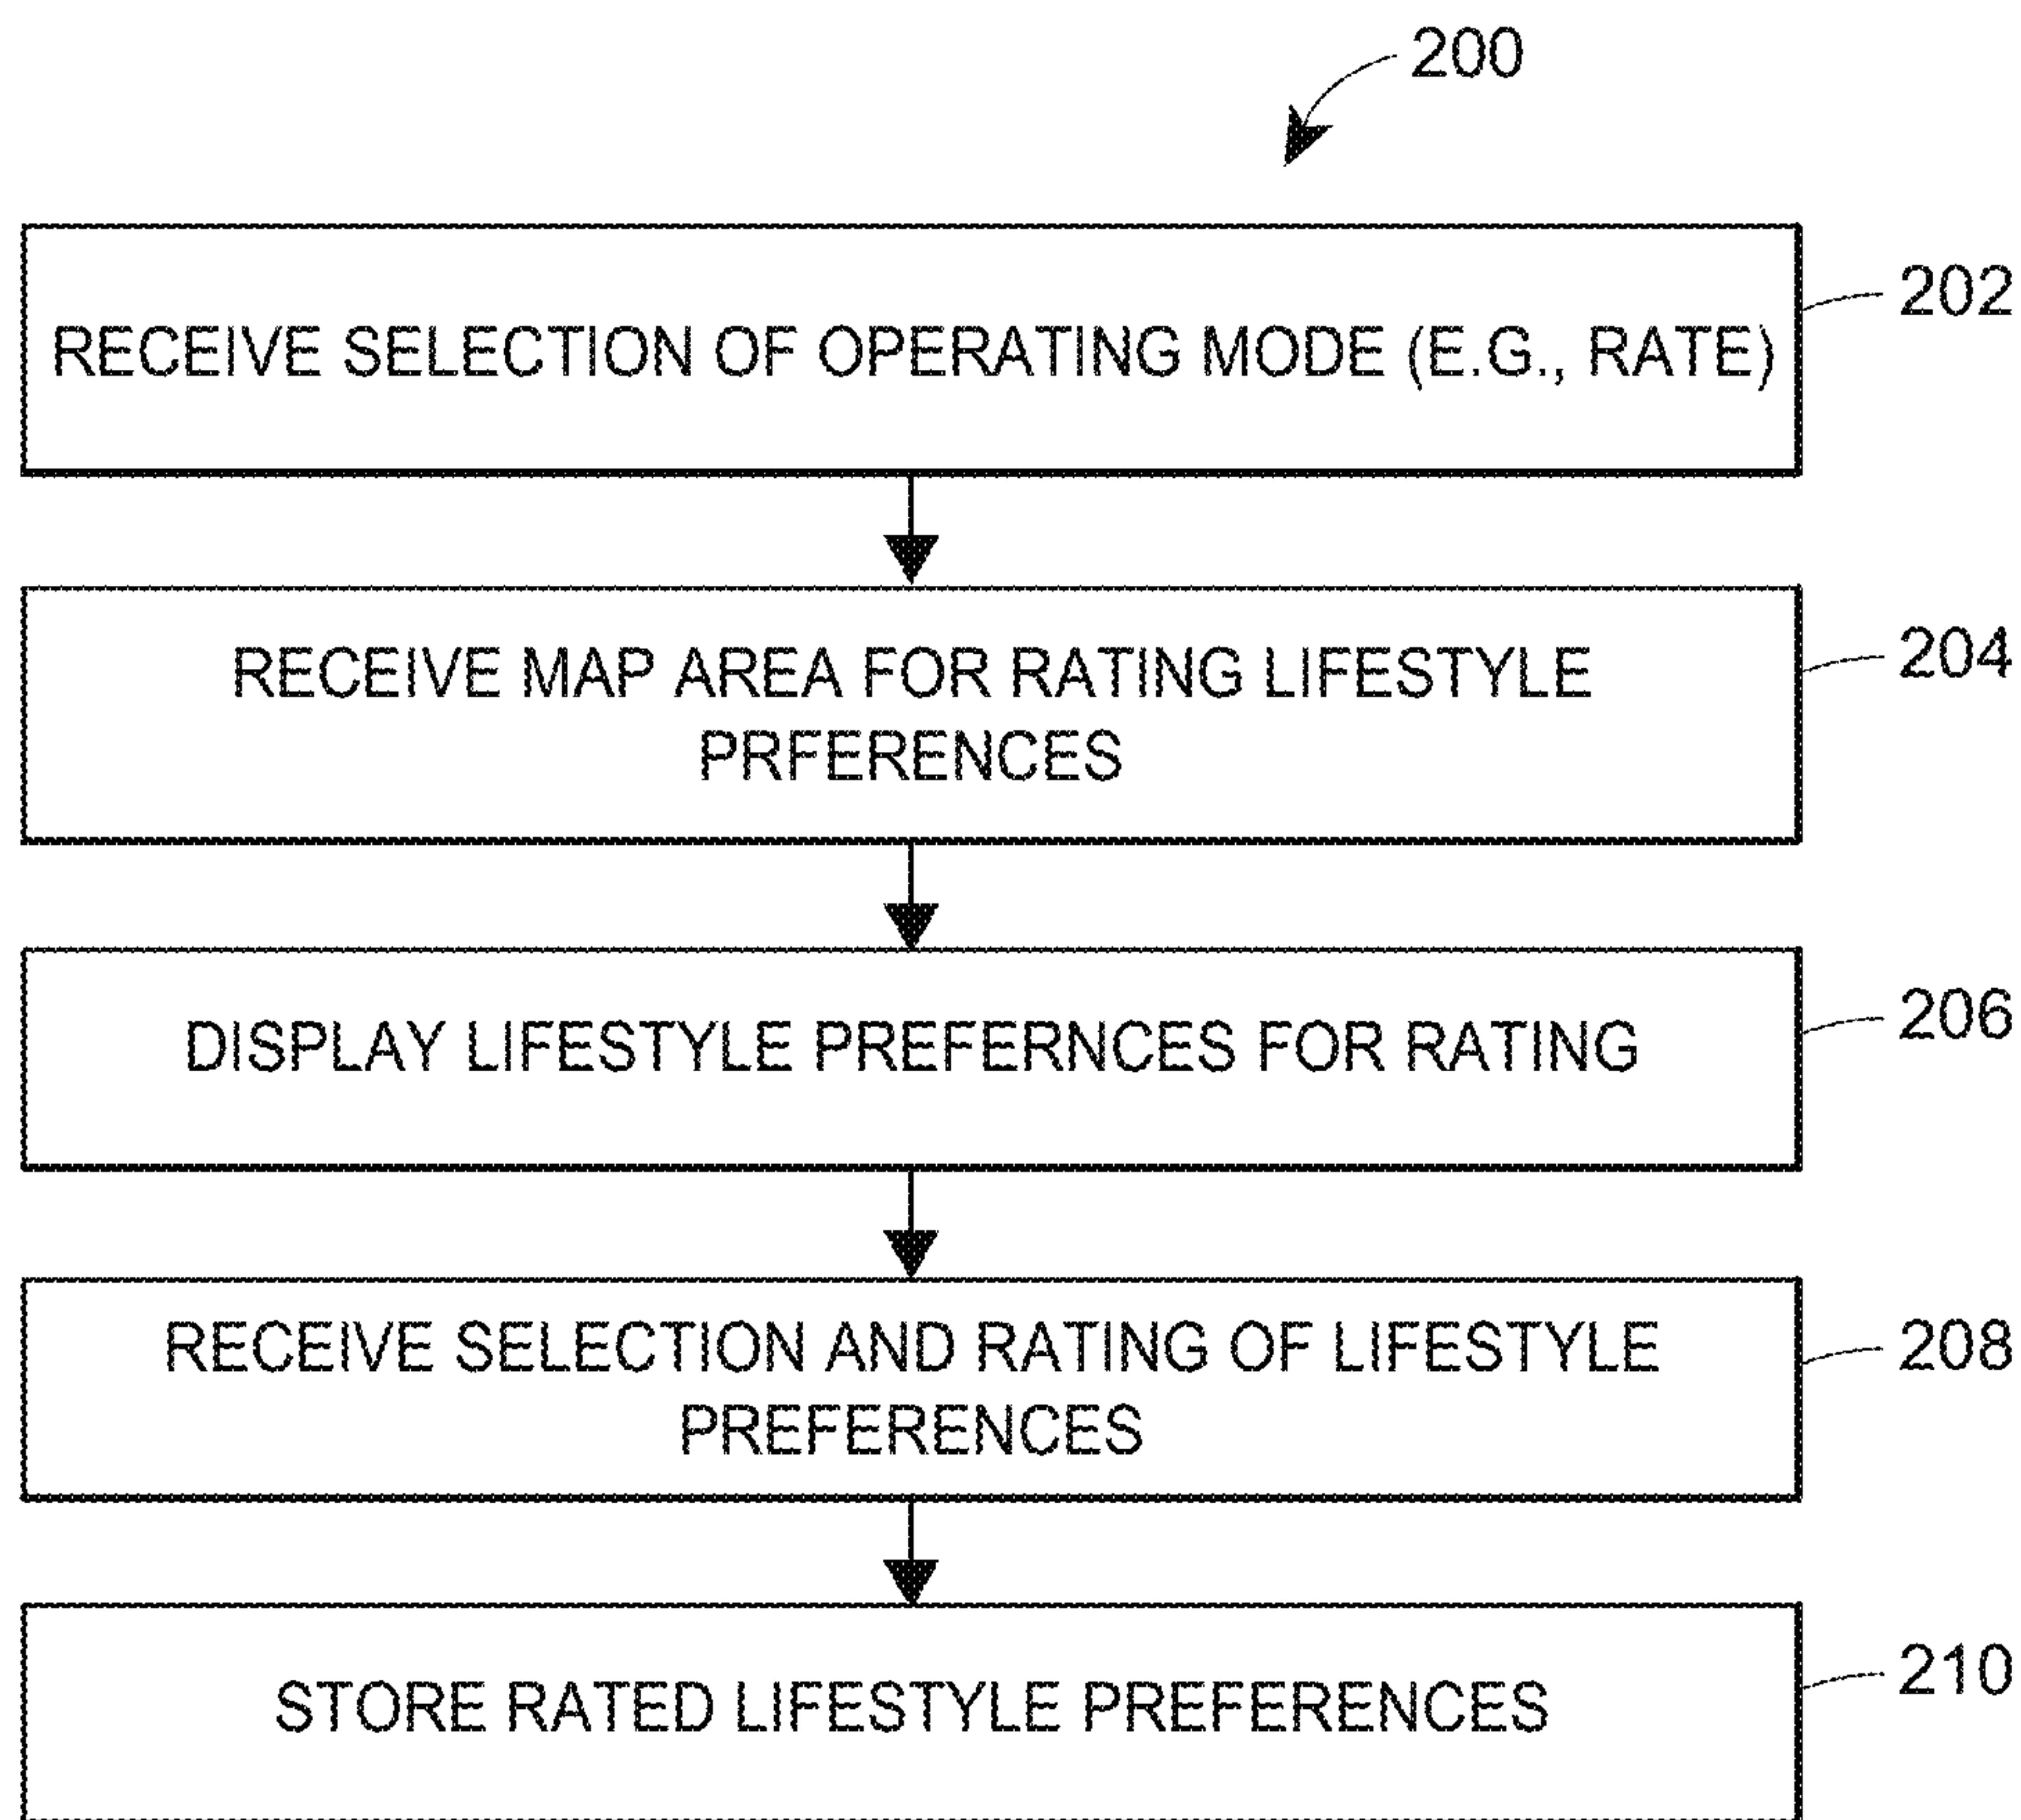 200
RECEIVE SELECTION OF OPERATING MODE (E.G., RATE)
202
RECEIVE MAP AREA FOR RATING LIFESTYLE
PRFERENCES
204
DISPLAY LIFESTYLE PREFERNCES FOR RATING
206
RECEIVE SELECTION AND RATING OF LIFESTYLE
PREFERENCES
208
STORE RATED LIFESTYLE PREFERENCES
210